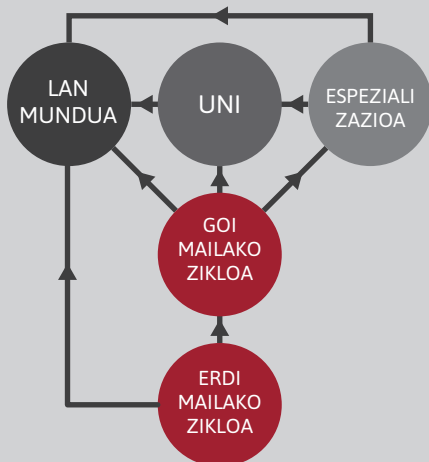 LAN
MUNDUA
UNI
ESPEZIALI
ZAZIOA
GOI
MAILAKO
ZIKLOA
ERDI
MAILAKO
ZIKLOA